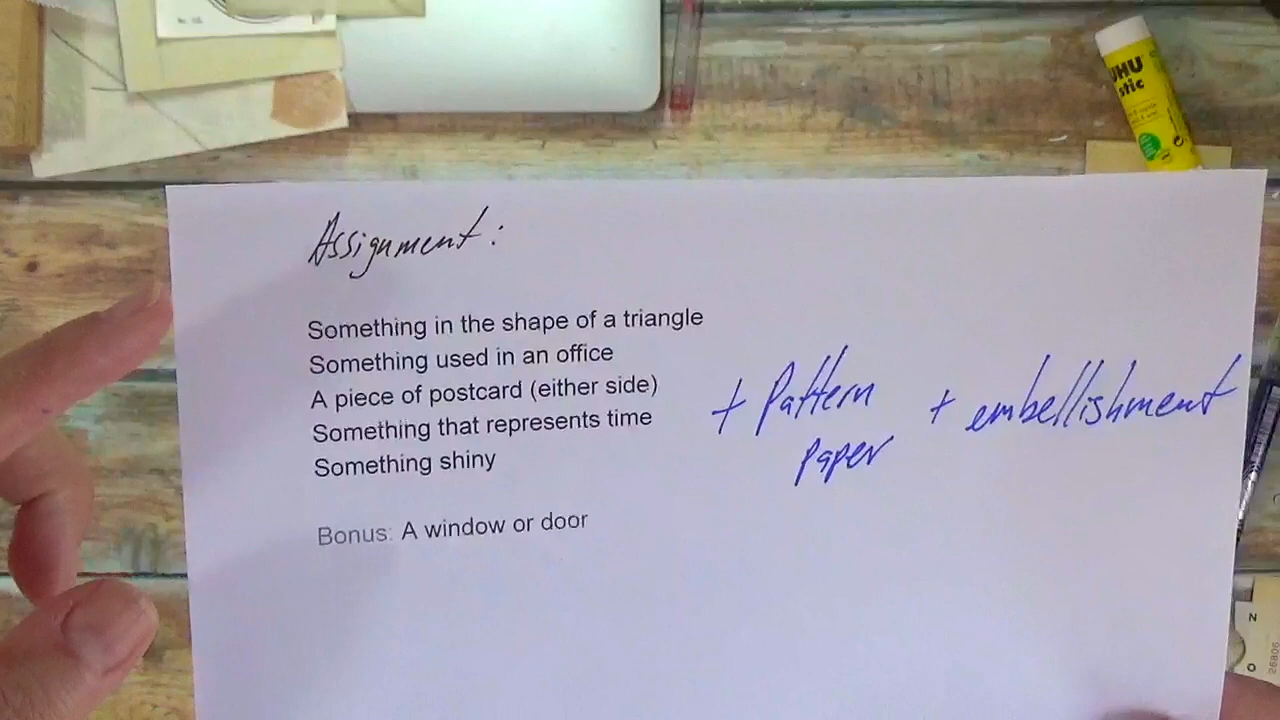 UHU
stic
Assignment:
Something in the shape of a triangle
Something used in an office
A piece of postcard (either side)
Something that represents time
Something shiny
+ Pattern
paper
+ embellishment
Bonus: A window or door
N
O
26806